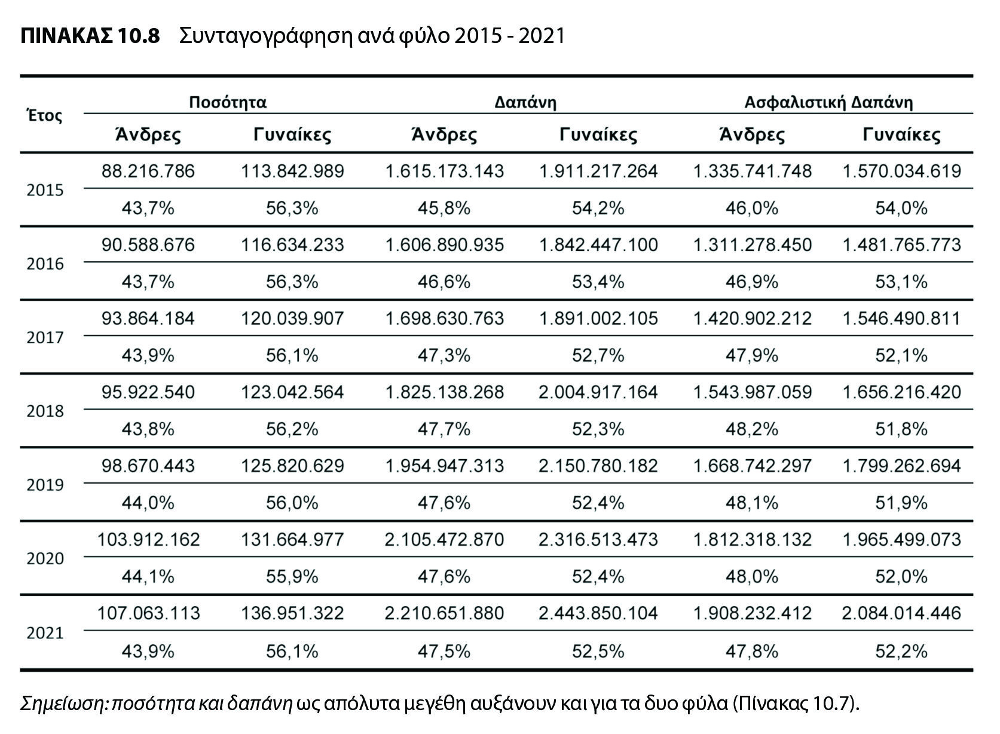 ΠΙΝΑΚΑΣ 10.8 Συνταγογράφηση ανά φύλο 2015 - 2021
Έτος Ποσότητα Δαπάνη Ασφαλιστική Δαπάνη
Άνδρες Γυναίκες Άνδρες Γυναίκες Άνδρες Γυναίκες
2015 88.216.786 113.842.989 1.615.173.143 1.911.217.264 1.335.741.748 1.570.034.619
43,7% 56,3% 45,8% 54,2% 46,0% 54,0%
2016 90.588.676 116.634.233 1.606.890.935 1.842.447.100 1.311.278.450 1.481.765.773
43,7% 56,3% 46,6% 53,4% 46,9% 53,1%
2017 93.864.184 120.039.907 1.698.630.763 1.891.002.105 1.420.902.212 1.546.490.811
43,9% 56,1% 47,3% 52,7% 47,9% 52,1%
2018 95.922.540 123.042.564 1.825.138.268 2.004.917.164 1.543.987.059 1.656.216.420
43,8% 56,2% 47,7% 52,3% 48,2% 51,8%
2019 98.670.443 125.820.629 1.954.947.313 2.150.780.182 1.668.742.297 1.799.262.694
44,0% 56,0% 47,6% 52,4% 48,1% 51,9%
2020 103.912.162 131.664.977 2.105.472.870 2.316.513.473 1.812.318.132 1.965.499.073
44,1% 55,9% 47,6% 52,4% 48,0% 52,0%
2021 107.063.113 136.951.322 2.210.651.880 2.443.850.104 1.908.232.412 2.084.014.446
43,9% 56,1% 47,5% 52,5% 47,8% 52,2%
Σημείωση: ποσότητα και δαπάνη ως απόλυτα μεγέθη αυξάνουν και για τα δυο φύλα (Πίνακας 10.7).